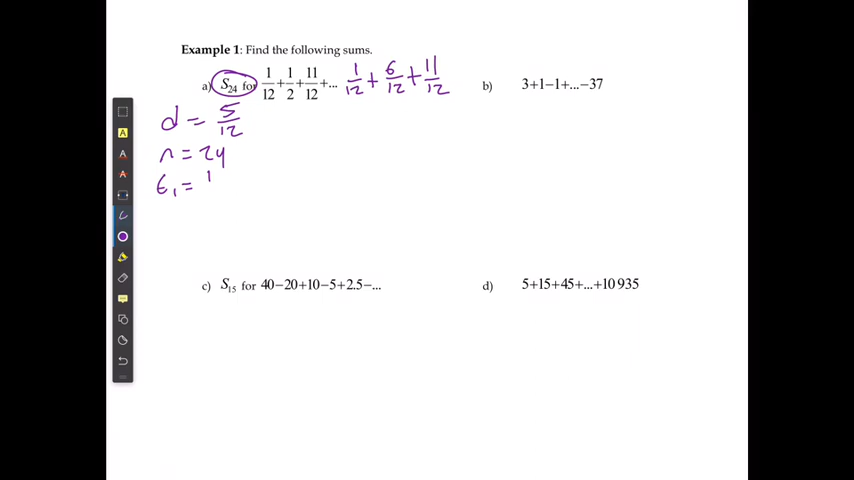 Example 1: Find the following sums.
a) S₂₄ for 1/12 + 1/2 + 11/12 + ... 1/12 + 6/12 + 11/12
b) 3+1−1+...−37
d = 5/12
n = 24
t₁ = 1
c) S₁₅ for 40−20+10−5+2.5−...
d) 5+15+45+...+10 935